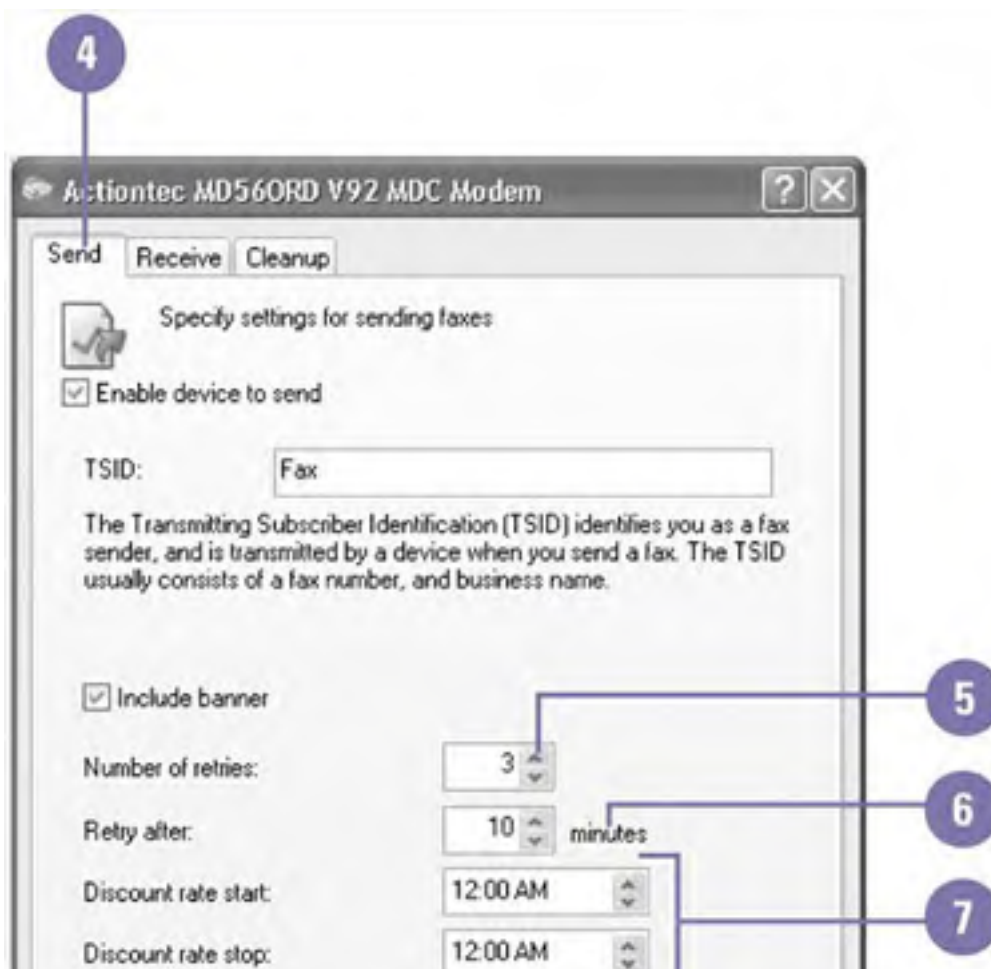 4
Actiontec MD560RD V92 MDC Modem
Send Receive Cleanup
Specify settings for sending faxes
Enable device to send
TSID: Fax
The Transmitting Subscriber Identification (TSID) identifies you as a fax
sender, and is transmitted by a device when you send a fax. The TSID
usually consists of a fax number, and business name.
Include banner
5
Number of retries: 3
Retry after: 10 minutes
6
Discount rate start: 12:00 AM
7
Discount rate stop: 12:00 AM